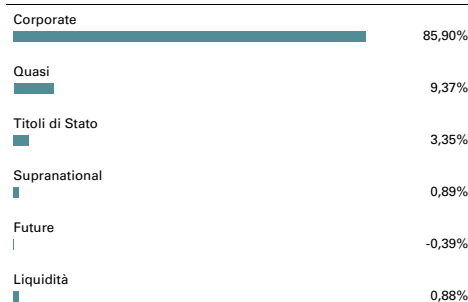 Corporate
85,90%
Quasi
9,37%
Titoli di Stato
3,35%
Supranational
0,89%
Future
-0,39%
Liquidità
0,88%